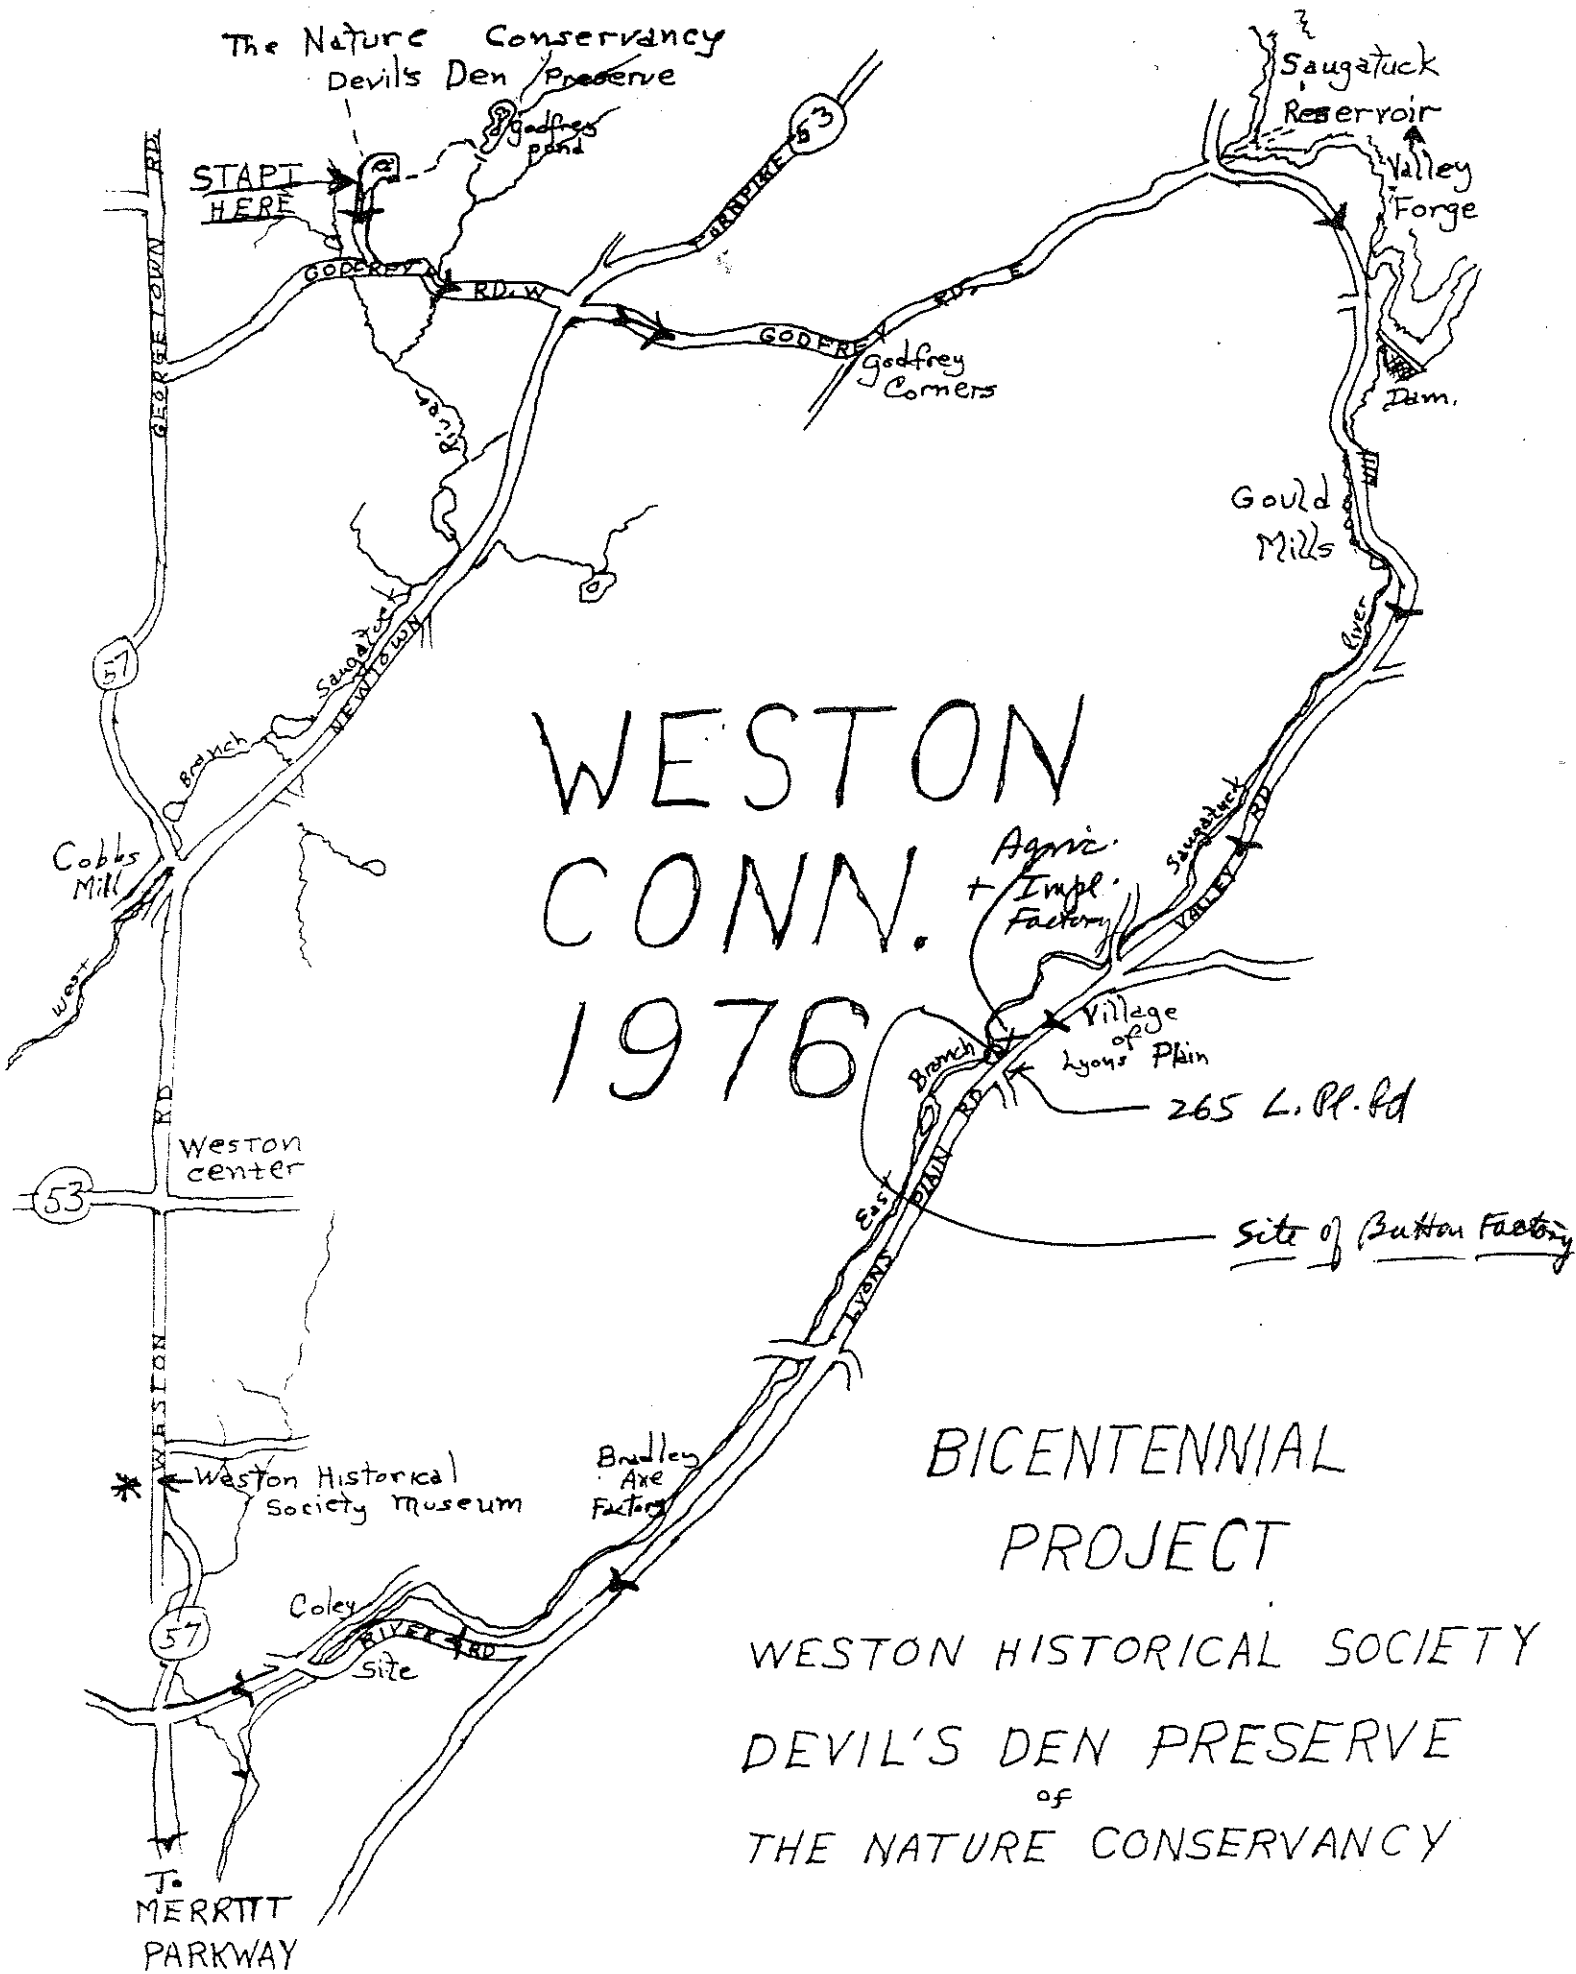 The Nature Conservancy
Devil's Den Preserve
Godfrey
pond
53
Saugatuck
Reservoir
Valley
Forge
START
HERE
RD.
GEORGETOWN
TURNPIKE
GODFREY RD. W
GODFREY RD. E
Godfrey
Corners
Dam.
River
Gould
Mills
River
57
Saugatuck
NEWTOWN
Branch
WESTON
CONN.
1976
Cobbs
Mill
West
Agric.
+ Impl.
Factory
Saugatuck
VALLEY RD
Village
of
Lyons Plain
Branch
265 L. Pl. Rd
RD
Weston
center
53
East
LYONS PLAIN RD
Site of Button Factory
WESTON
Weston Historical
Society Museum
Bradley
Axe
Factory
BICENTENNIAL
PROJECT
Coley
RIVER RD
Site
57
WESTON HISTORICAL SOCIETY
DEVIL'S DEN PRESERVE
of
THE NATURE CONSERVANCY
To
MERRITT
PARKWAY